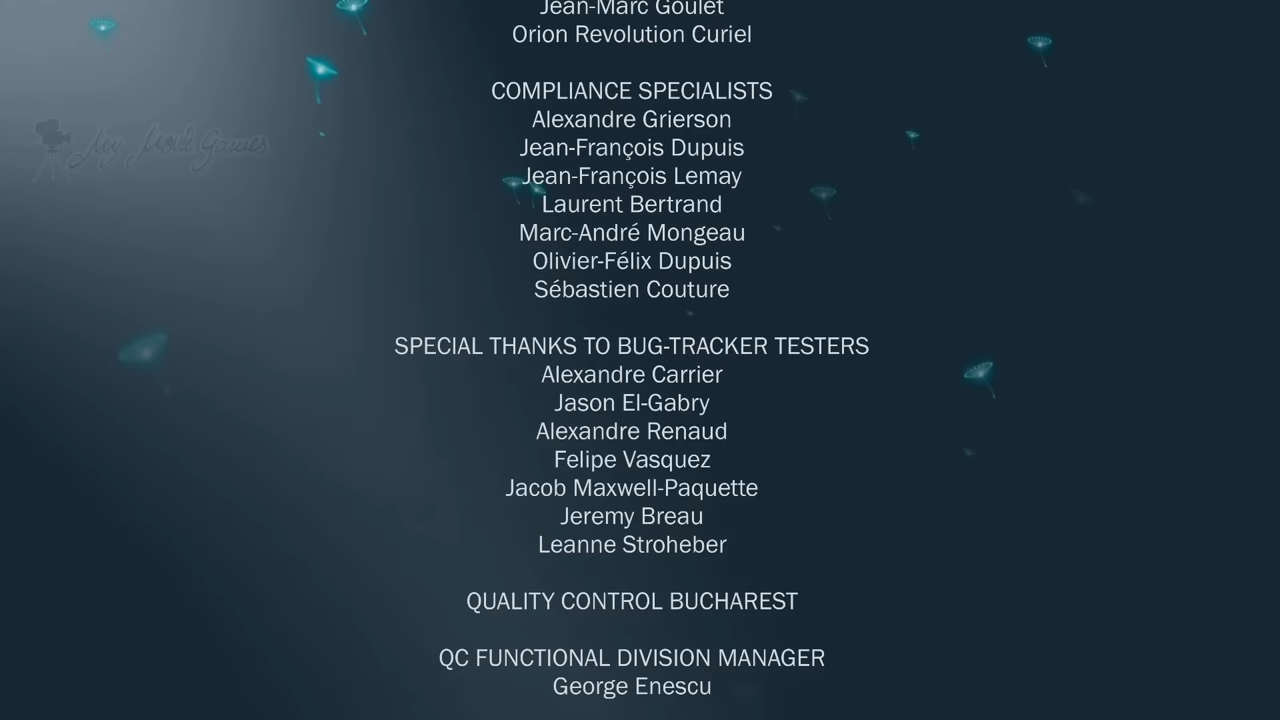 Jean-Marc Goulet
Orion Revolution Curiel
COMPLIANCE SPECIALISTS
Alexandre Grierson
Jean-François Dupuis
Jean-François Lemay
Laurent Bertrand
Marc-André Mongeau
Olivier-Félix Dupuis
Sébastien Couture
SPECIAL THANKS TO BUG-TRACKER TESTERS
Alexandre Carrier
Jason El-Gabry
Alexandre Renaud
Felipe Vasquez
Jacob Maxwell-Paquette
Jeremy Breau
Leanne Stroheber
QUALITY CONTROL BUCHAREST
QC FUNCTIONAL DIVISION MANAGER
George Enescu
My Movie Games